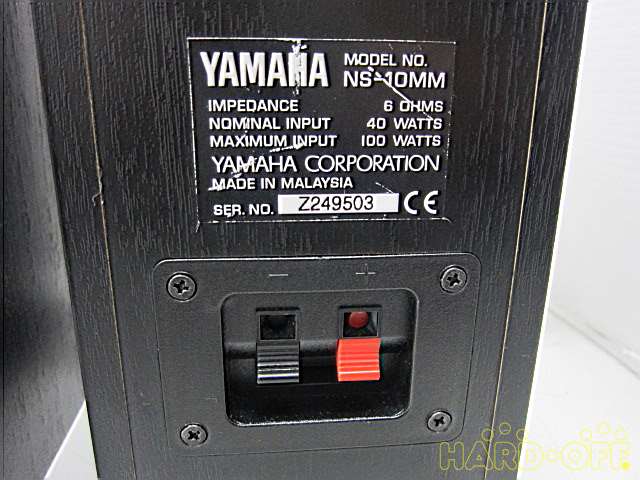 YAMAHA MODEL NO. NS-10MM
IMPEDANCE 6 OHMS
NOMINAL INPUT 40 WATTS
MAXIMUM INPUT 100 WATTS
YAMAHA CORPORATION
MADE IN MALAYSIA
SER. NO. Z249503 CE
− +
HARD-OFF